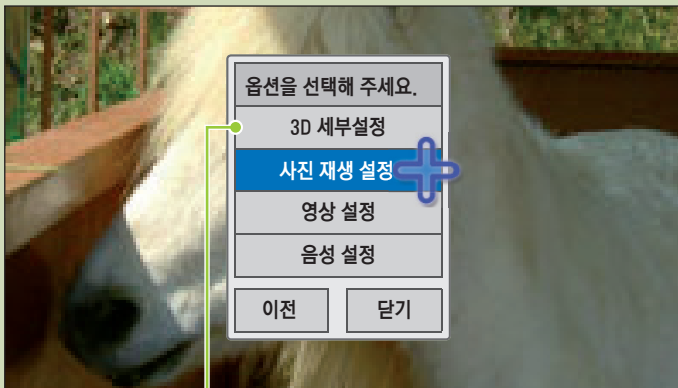 옵션을 선택해 주세요.
3D 세부설정
사진 재생 설정
영상 설정
음성 설정
이전
닫기